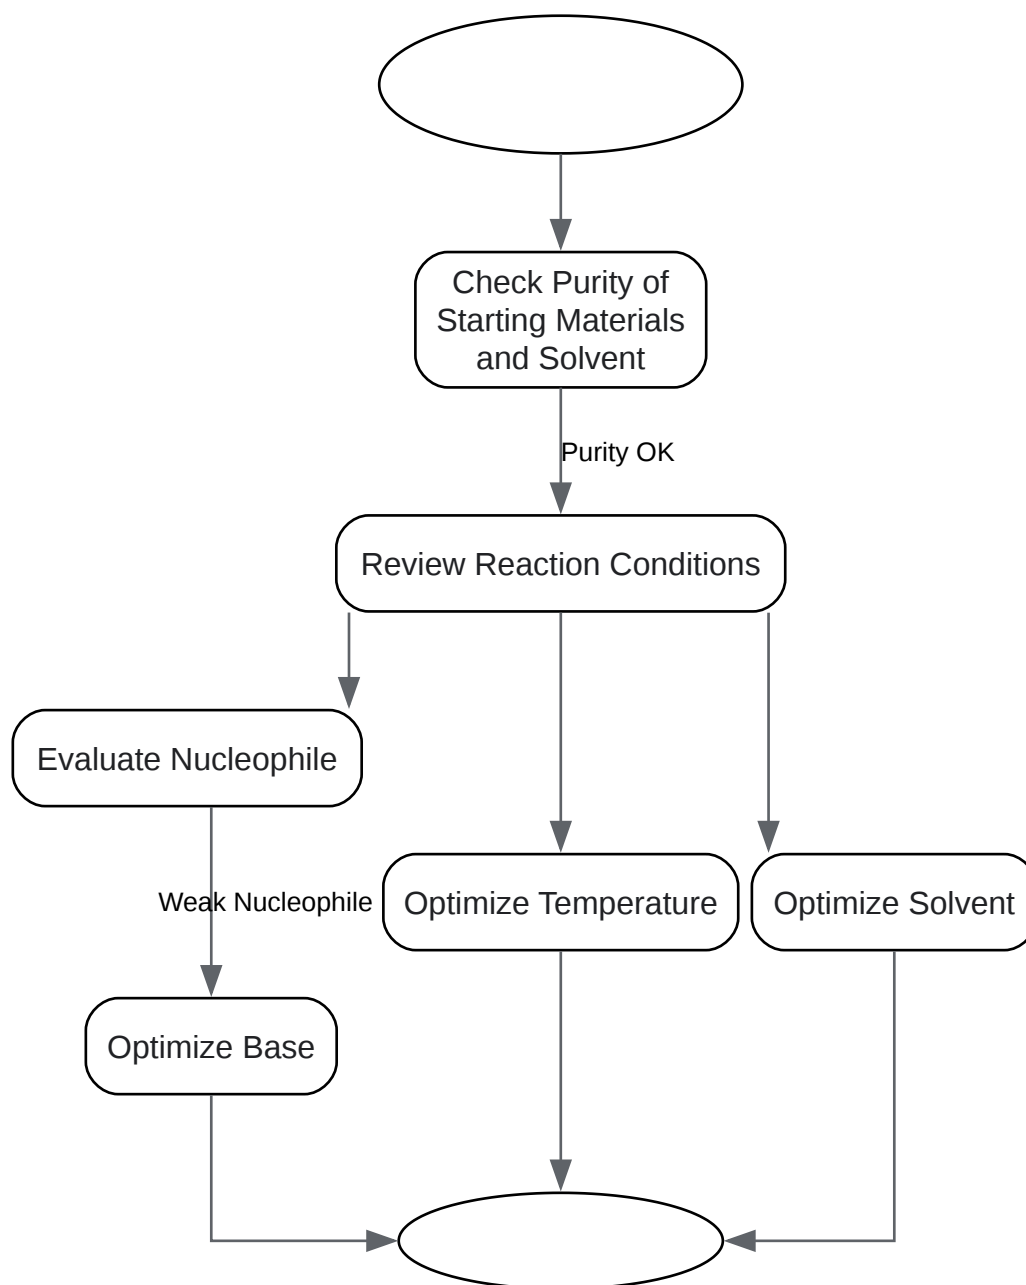 Check Purity of
Starting Materials
and Solvent
Purity OK
Review Reaction Conditions
Evaluate Nucleophile
Weak Nucleophile
Optimize Temperature
Optimize Solvent
Optimize Base